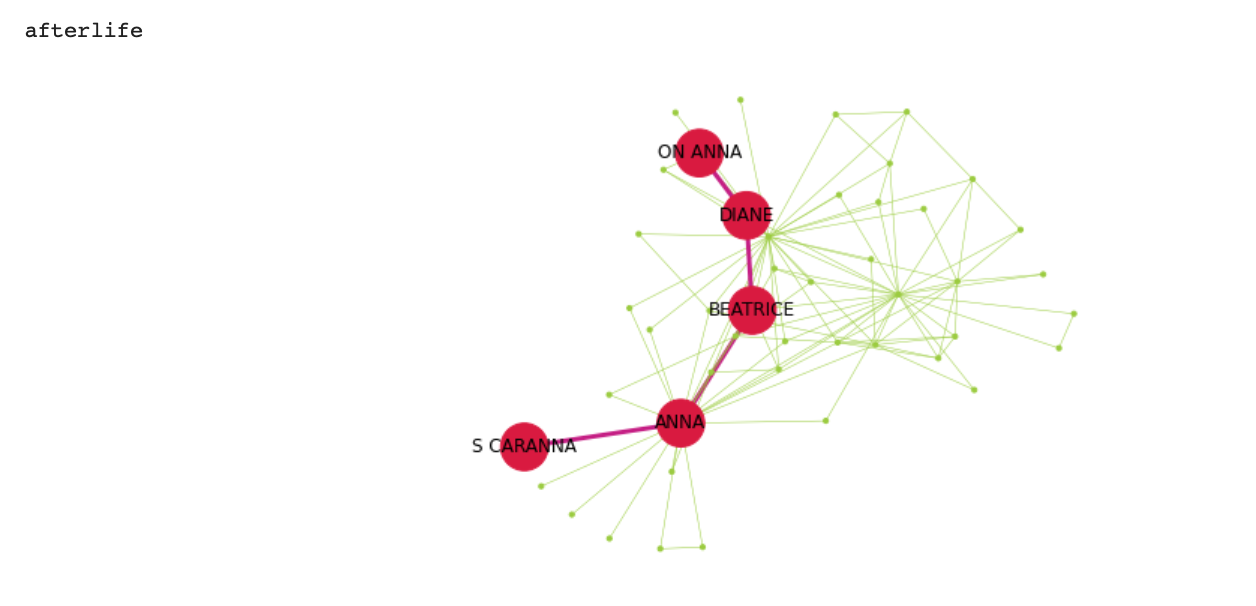 afterlife
ON ANNA
DIANE
BEATRICE
ANNA
S CARANNA